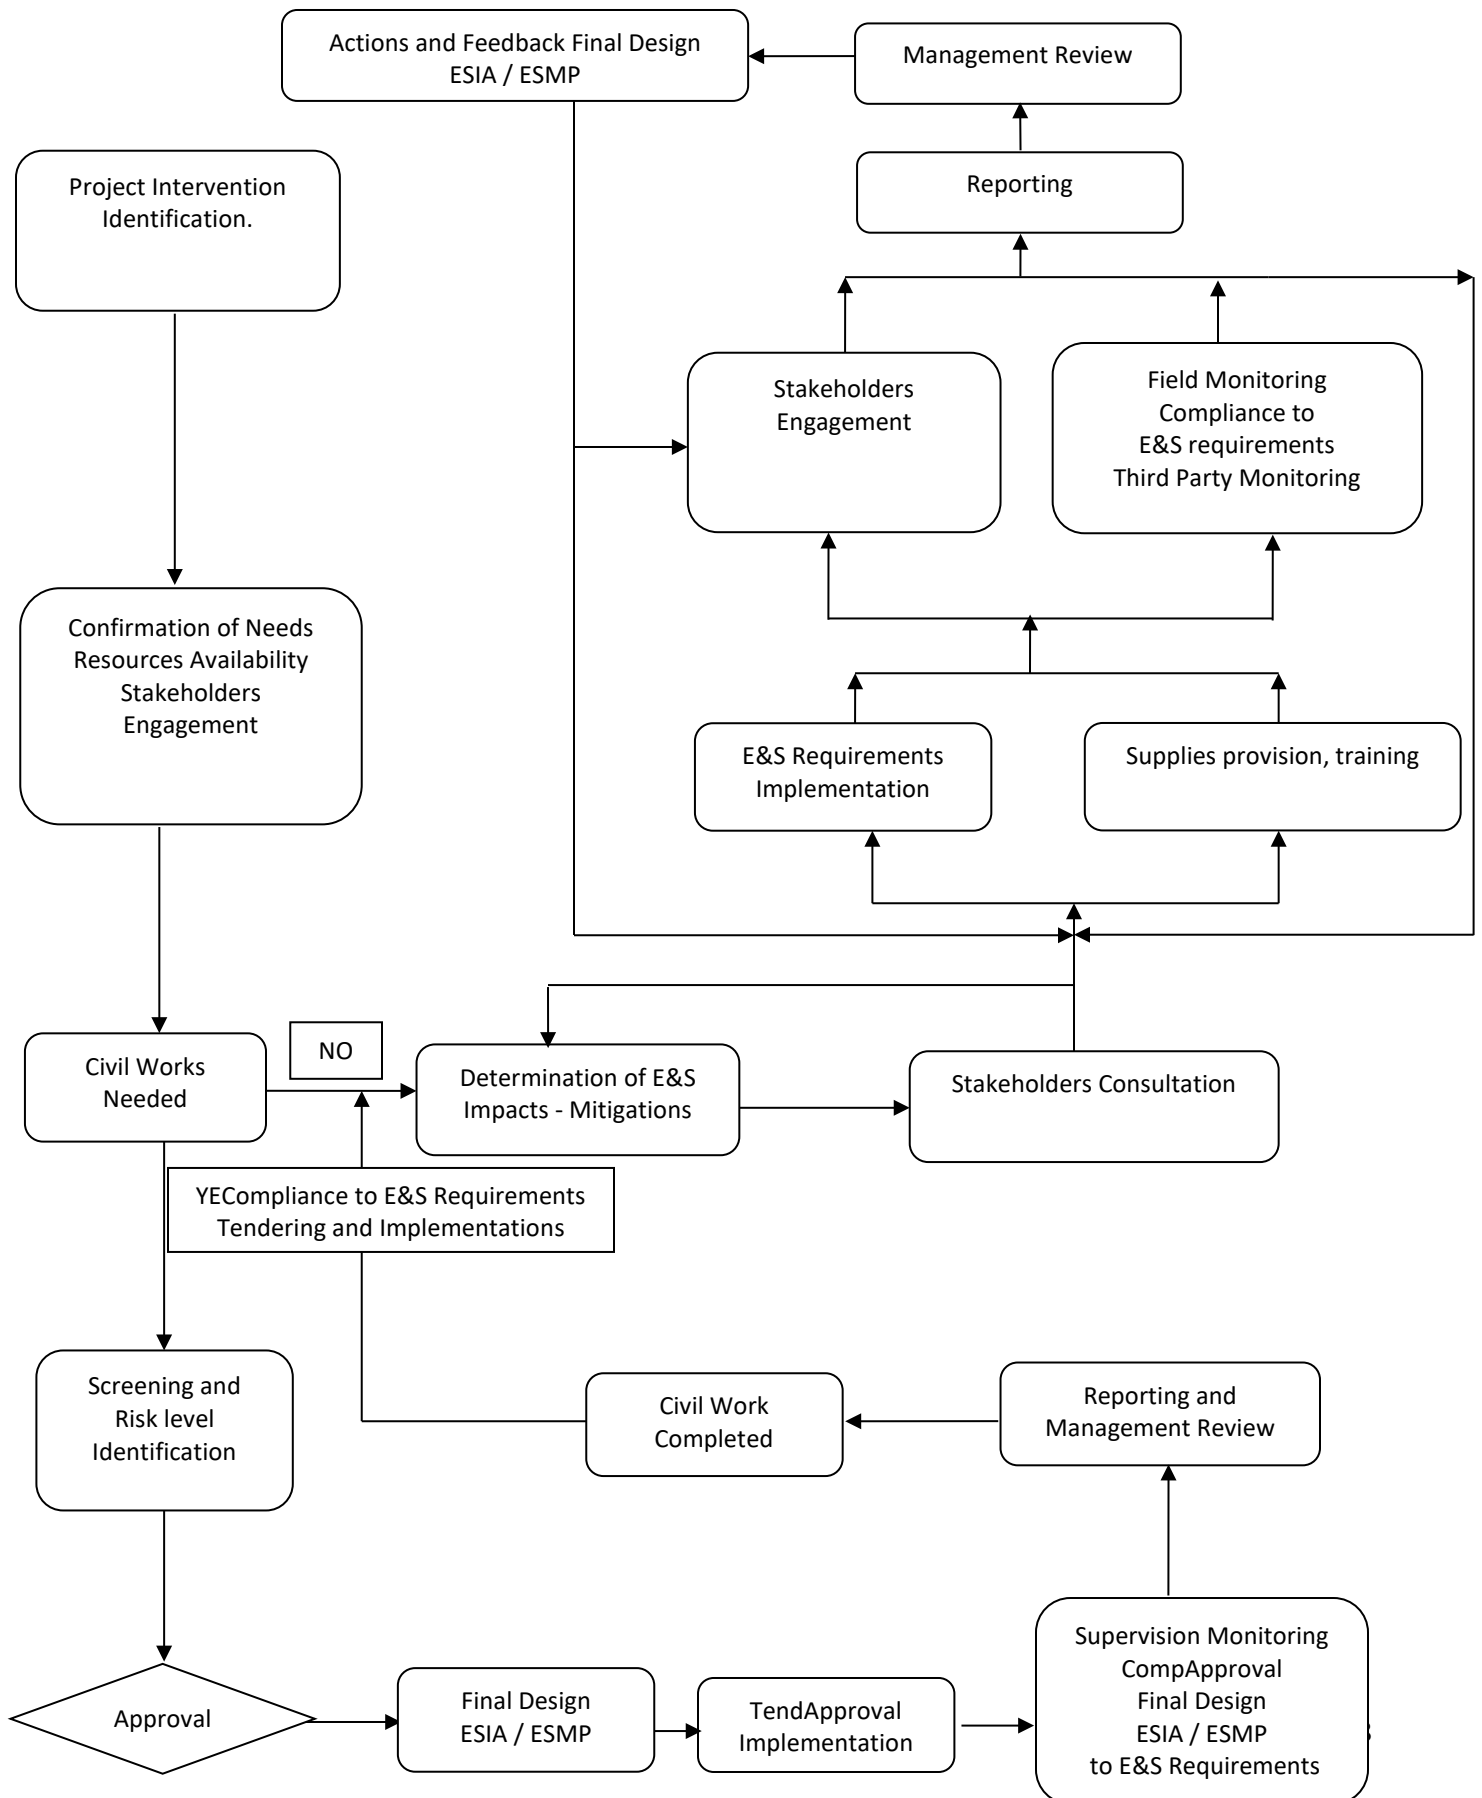 Actions and Feedback Final Design
ESIA / ESMP
Management Review
Reporting
Project Intervention
Identification.
Stakeholders
Engagement
Field Monitoring
Compliance to
E&S requirements
Third Party Monitoring
Confirmation of Needs
Resources Availability
Stakeholders
Engagement
E&S Requirements
Implementation
Supplies provision, training
Civil Works
Needed
NO
Determination of E&S
Impacts - Mitigations
Stakeholders Consultation
YECompliance to E&S Requirements
Tendering and Implementations
Screening and
Risk level
Identification
Civil Work
Completed
Reporting and
Management Review
Approval
Final Design
ESIA / ESMP
TendApproval
Implementation
Supervision Monitoring
CompApproval
Final Design
ESIA / ESMP
to E&S Requirements